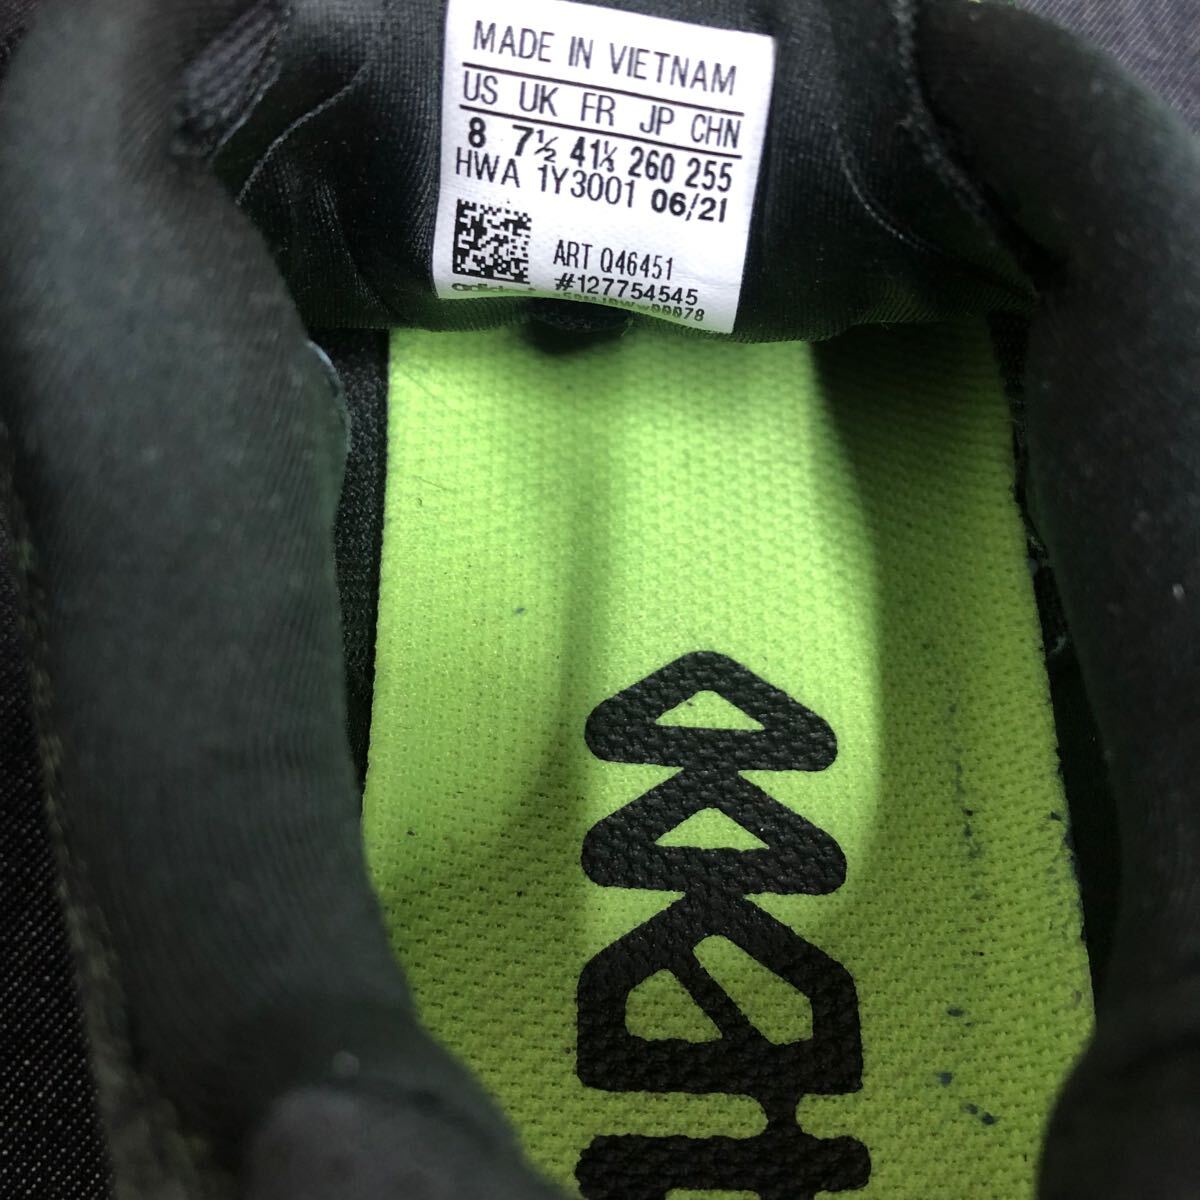 MADE IN VIETNAM
US UK FR JP CHN
8 7½ 41⅓ 260 255
HWA 1Y3001 06/21
ART Q46451
#127754545
adidas